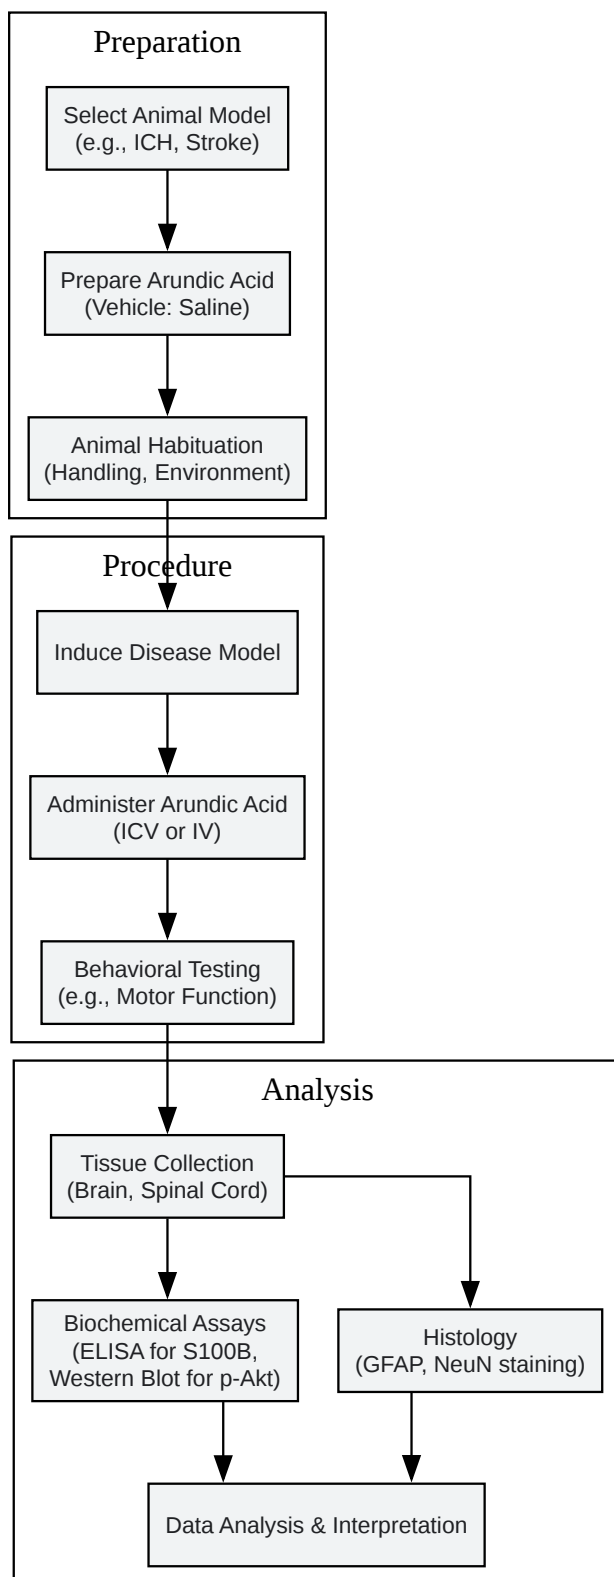 Preparation
Select Animal Model
(e.g., ICH, Stroke)
Prepare Arundic Acid
(Vehicle: Saline)
Animal Habituation
(Handling, Environment)
Procedure
Induce Disease Model
Administer Arundic Acid
(ICV or IV)
Behavioral Testing
(e.g., Motor Function)
Analysis
Tissue Collection
(Brain, Spinal Cord)
Biochemical Assays
(ELISA for S100B,
Western Blot for p-Akt)
Histology
(GFAP, NeuN staining)
Data Analysis & Interpretation